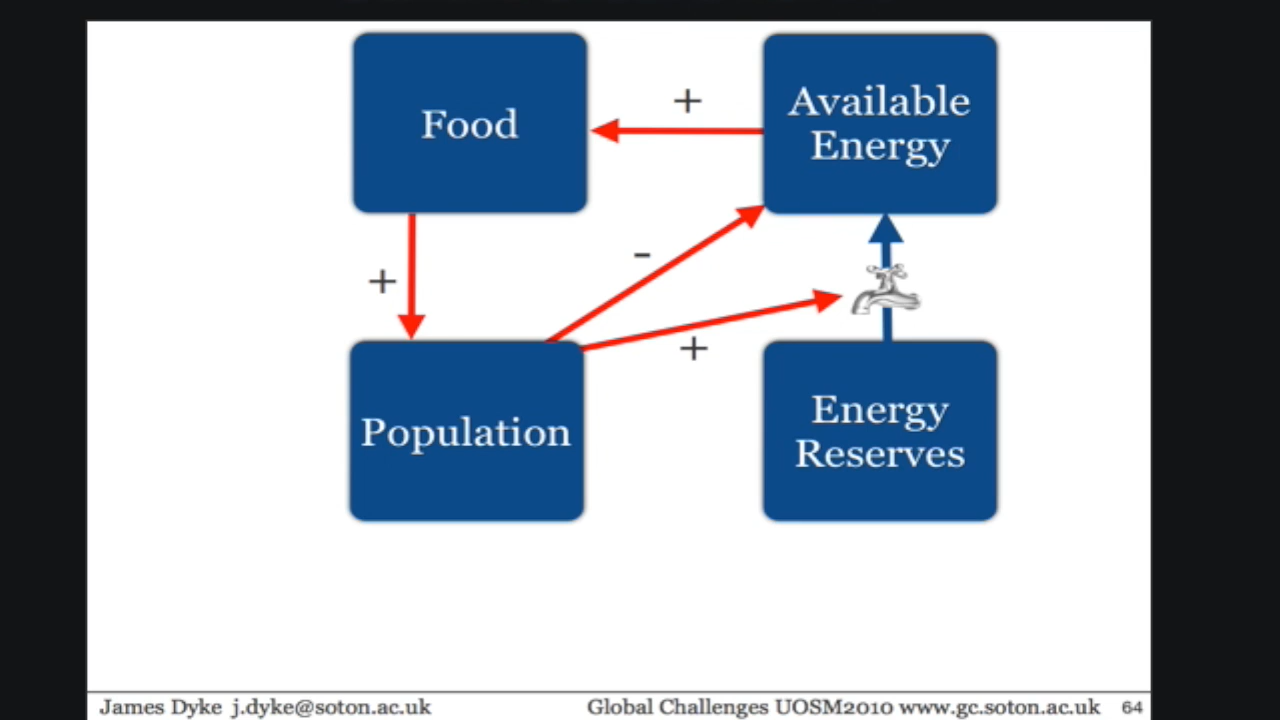 Food
+
Available
Energy
+
-
+
Population
Energy
Reserves
James Dyke j.dyke@soton.ac.uk
Global Challenges UOSM2010 www.gc.soton.ac.uk 64